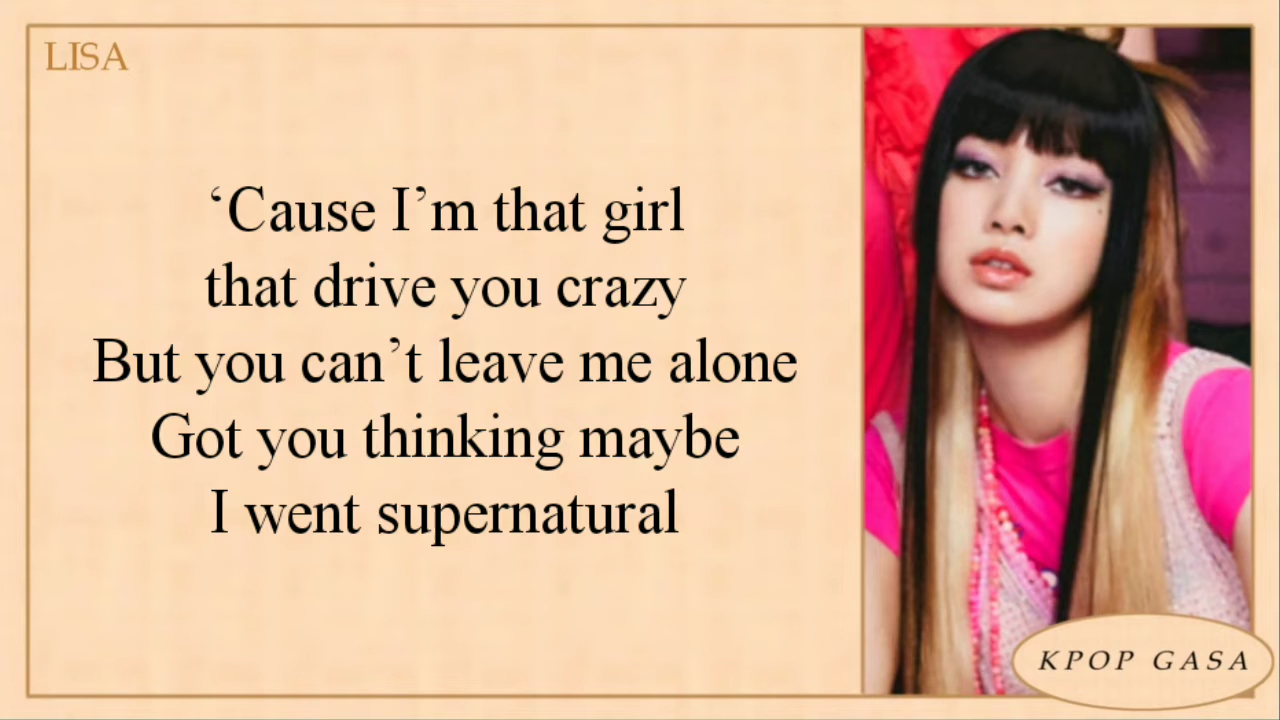 LISA
‘Cause I’m that girl
that drive you crazy
But you can’t leave me alone
Got you thinking maybe
I went supernatural
KPOP GASA